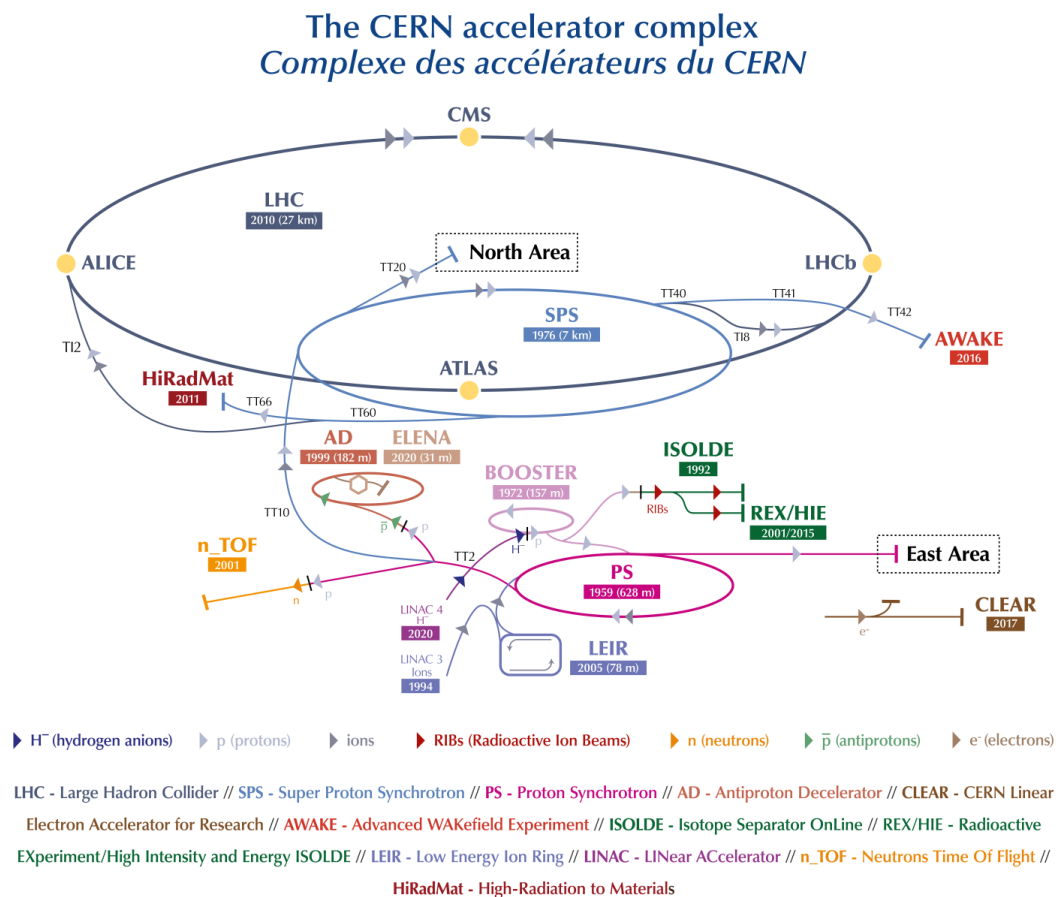 The CERN accelerator complex
Complexe des accélérateurs du CERN
CMS
LHC
2010 (27 km)
North Area
ALICE
LHCb
TT20
TT40
TT41
TT42
SPS
1976 (7 km)
TI2
TI8
AWAKE
2016
ATLAS
HiRadMat
2011
TT66
TT60
AD
1999 (182 m)
ELENA
2020 (31 m)
ISOLDE
1992
BOOSTER
1972 (157 m)
RIBs
REX/HIE
2001/2015
TT10
p̅
p
H⁻
p
n_TOF
2001
TT2
East Area
PS
1959 (628 m)
n
p
LINAC 4
H⁻
2020
CLEAR
2017
e-
LEIR
2005 (78 m)
LINAC 3
Ions
1994
H⁻ (hydrogen anions)
p (protons)
ions
RIBs (Radioactive Ion Beams)
n (neutrons)
p̅ (antiprotons)
e- (electrons)
LHC - Large Hadron Collider // SPS - Super Proton Synchrotron // PS - Proton Synchrotron // AD - Antiproton Decelerator // CLEAR - CERN Linear
Electron Accelerator for Research // AWAKE - Advanced WAKefield Experiment // ISOLDE - Isotope Separator OnLine // REX/HIE - Radioactive
EXperiment/High Intensity and Energy ISOLDE // LEIR - Low Energy Ion Ring // LINAC - LINear ACcelerator // n_TOF - Neutrons Time Of Flight //
HiRadMat - High-Radiation to Materials